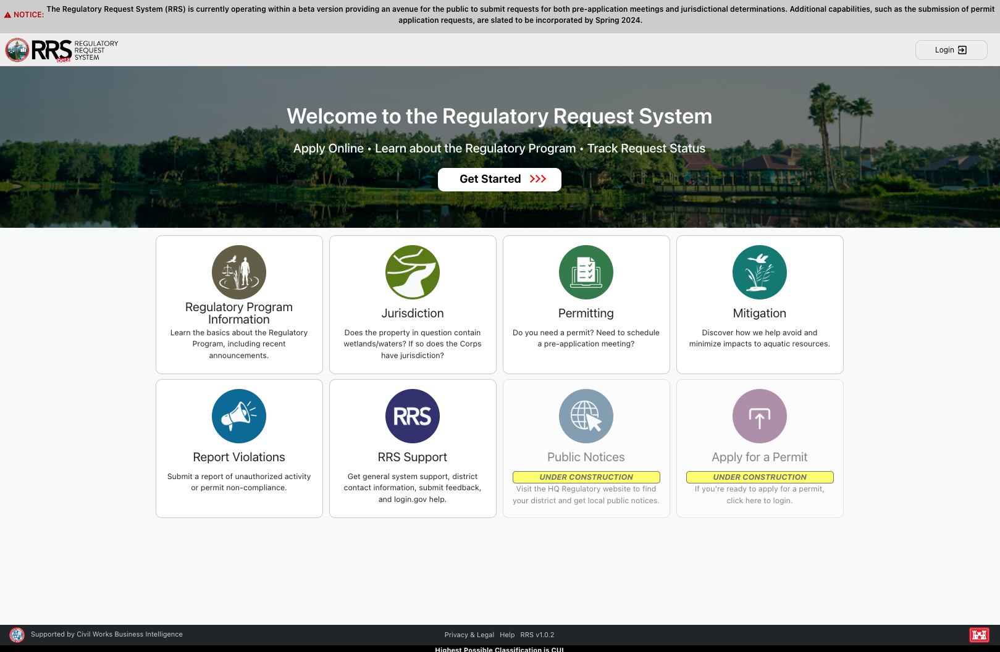 NOTICE: The Regulatory Request System (RRS) is currently operating within a beta version providing an avenue for the public to submit requests for both pre-application meetings and jurisdictional determinations. Additional capabilities, such as the submission of permit
application requests, are slated to be incorporated by Spring 2024.
RRS
beta
REGULATORY
REQUEST
SYSTEM
Login
Welcome to the Regulatory Request System
Apply Online • Learn about the Regulatory Program • Track Request Status
Get Started
Regulatory Program
Information
Learn the basics about the Regulatory
Program, including recent
announcements.
Jurisdiction
Does the property in question contain
wetlands/waters? If so does the Corps
have jurisdiction?
Permitting
Do you need a permit? Need to schedule
a pre-application meeting?
Mitigation
Discover how we help avoid and
minimize impacts to aquatic resources.
Report Violations
Submit a report of unauthorized activity
or permit non-compliance.
RRS
RRS Support
Get general system support, district
contact information, submit feedback,
and login.gov help.
Public Notices
UNDER CONSTRUCTION
Visit the HQ Regulatory website to find
your district and get local public notices.
Apply for a Permit
UNDER CONSTRUCTION
If you're ready to apply for a permit,
click here to login.
Supported by Civil Works Business Intelligence
Privacy & Legal Help RRS v1.0.2
Highest Possible Classification is CUI